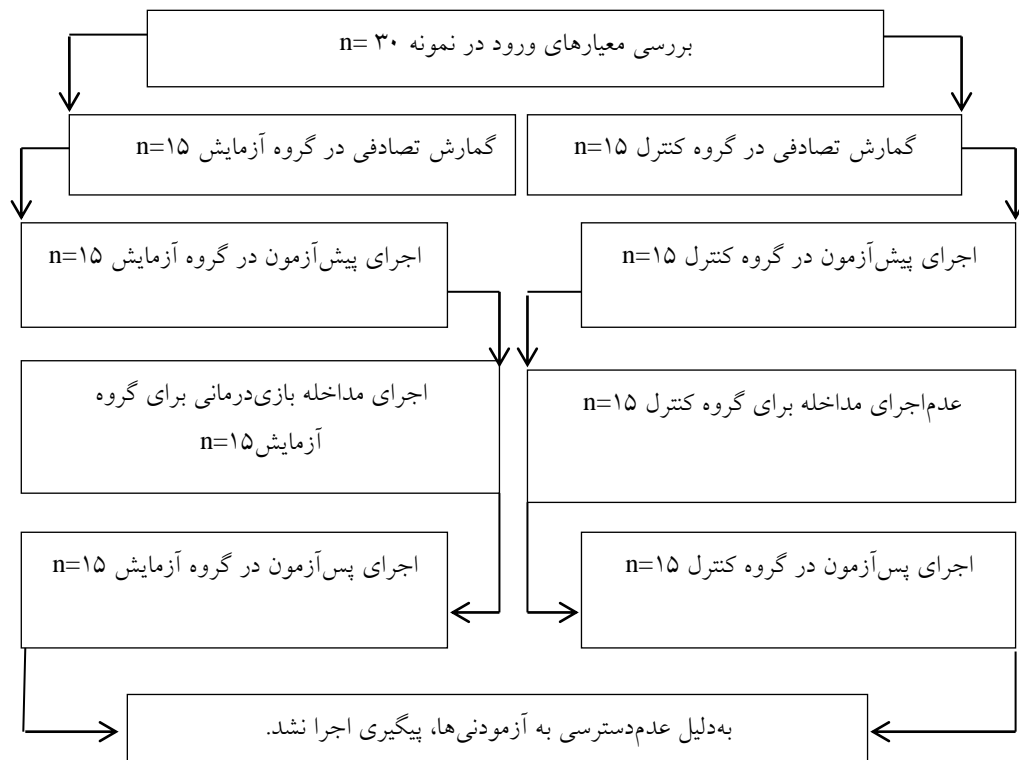 بررسی معیارهای ورود در نمونه ۳۰ =n
گمارش تصادفی در گروه کنترل ۱۵=n
گمارش تصادفی در گروه آزمایش ۱۵=n
اجرای پیش‌آزمون در گروه کنترل ۱۵=n
اجرای پیش‌آزمون در گروه آزمایش ۱۵=n
عدم‌اجرای مداخله برای گروه کنترل ۱۵=n
اجرای مداخله بازی‌درمانی برای گروه
آزمایش۱۵=n
اجرای پس‌آزمون در گروه کنترل ۱۵=n
اجرای پس‌آزمون در گروه آزمایش ۱۵=n
به‌دلیل عدم‌دسترسی به آزمودنی‌ها، پیگیری اجرا نشد.